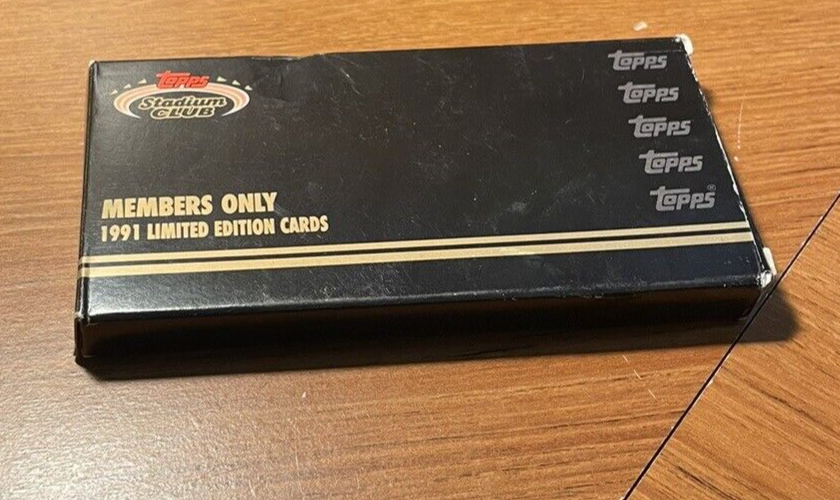 Topps
Stadium
CLUB
MEMBERS ONLY
1991 LIMITED EDITION CARDS
Topps
Topps
Topps
Topps
Topps®